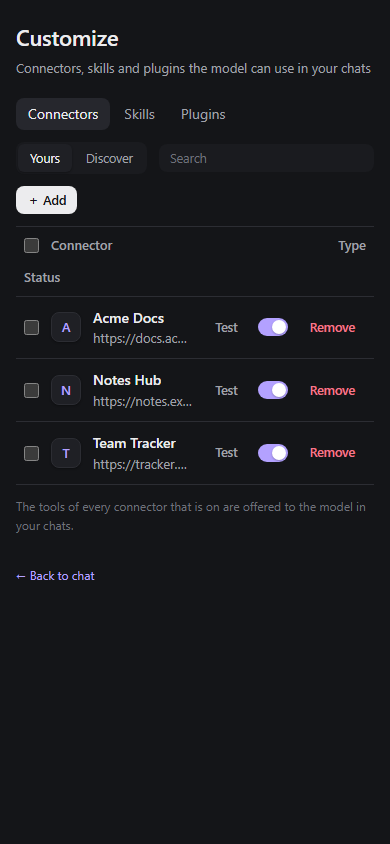 Customize
Connectors, skills and plugins the model can use in your chats
Connectors Skills Plugins
Yours Discover Search
+ Add
Connector Type
Status
A Acme Docs Test Remove
https://docs.ac...
N Notes Hub Test Remove
https://notes.ex...
T Team Tracker Test Remove
https://tracker....
The tools of every connector that is on are offered to the model in
your chats.
← Back to chat